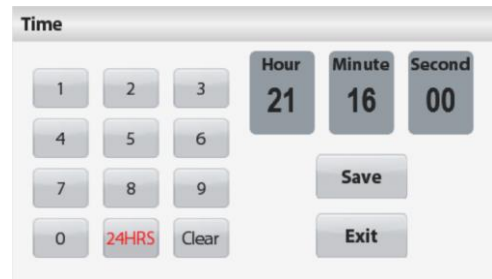 Time
1 2 3
4 5 6
7 8 9
0 24HRS Clear
Hour Minute Second
21 16 00
Save
Exit